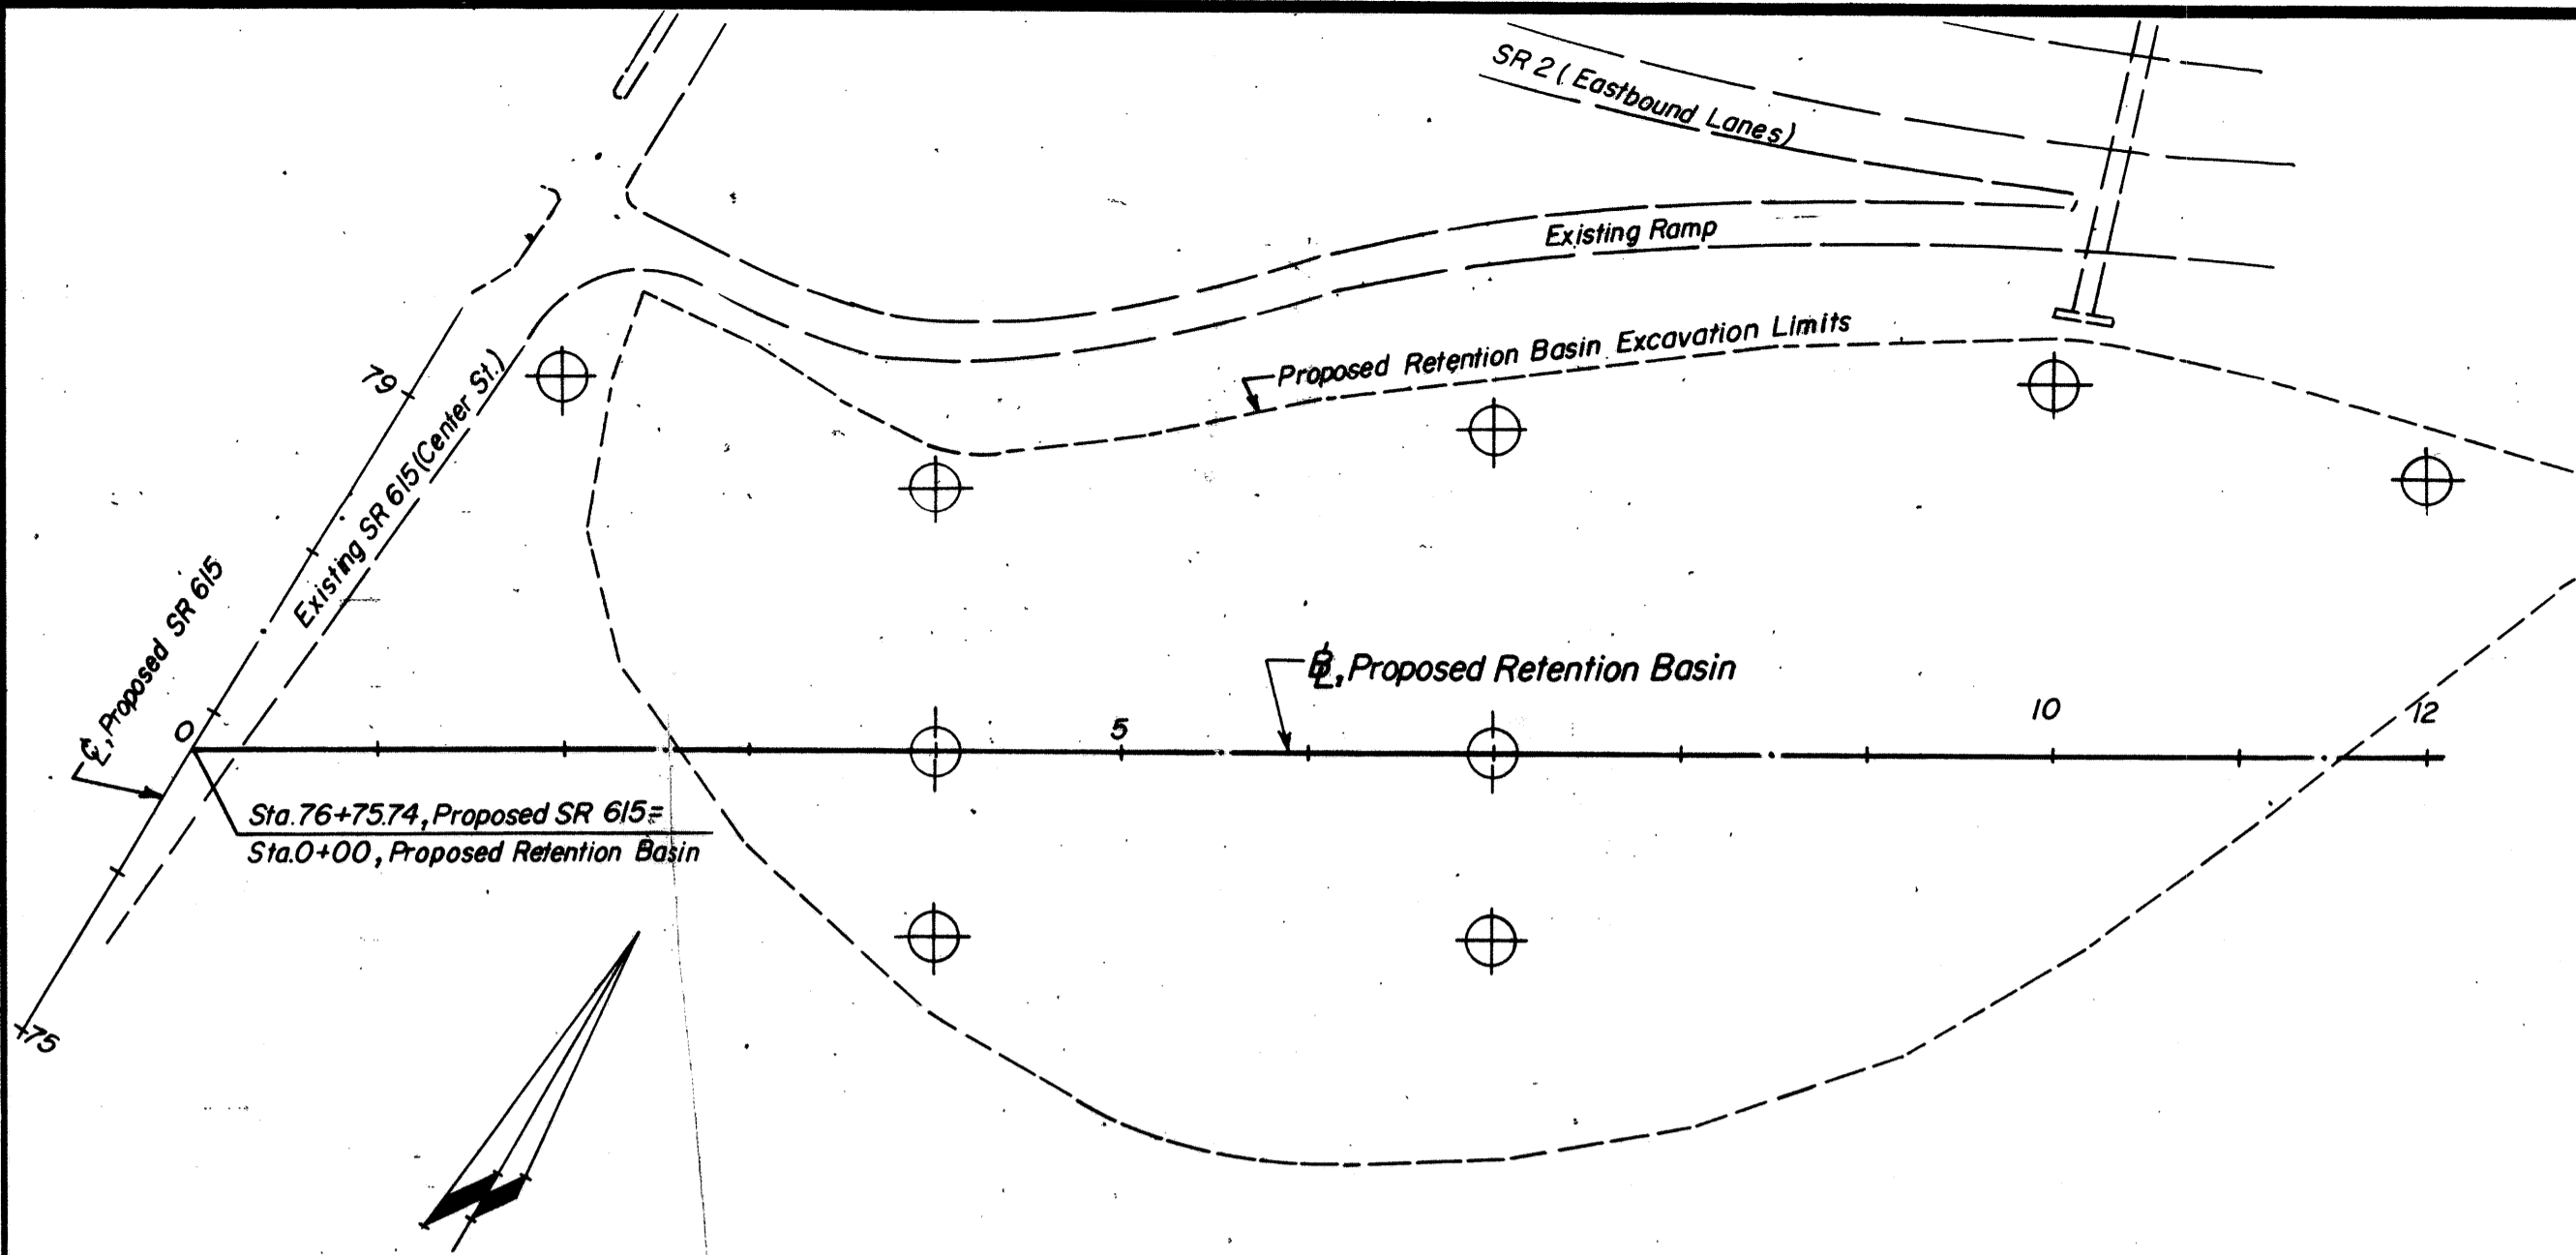 SR 2 (Eastbound Lanes)
Existing Ramp
Proposed Retention Basin Excavation Limits
79
Existing SR 615 (Center St.)
℄, Proposed SR 615
0
5
10
12
BL, Proposed Retention Basin
Sta. 76+75.74, Proposed SR 615=
Sta. 0+00, Proposed Retention Basin
+75
N